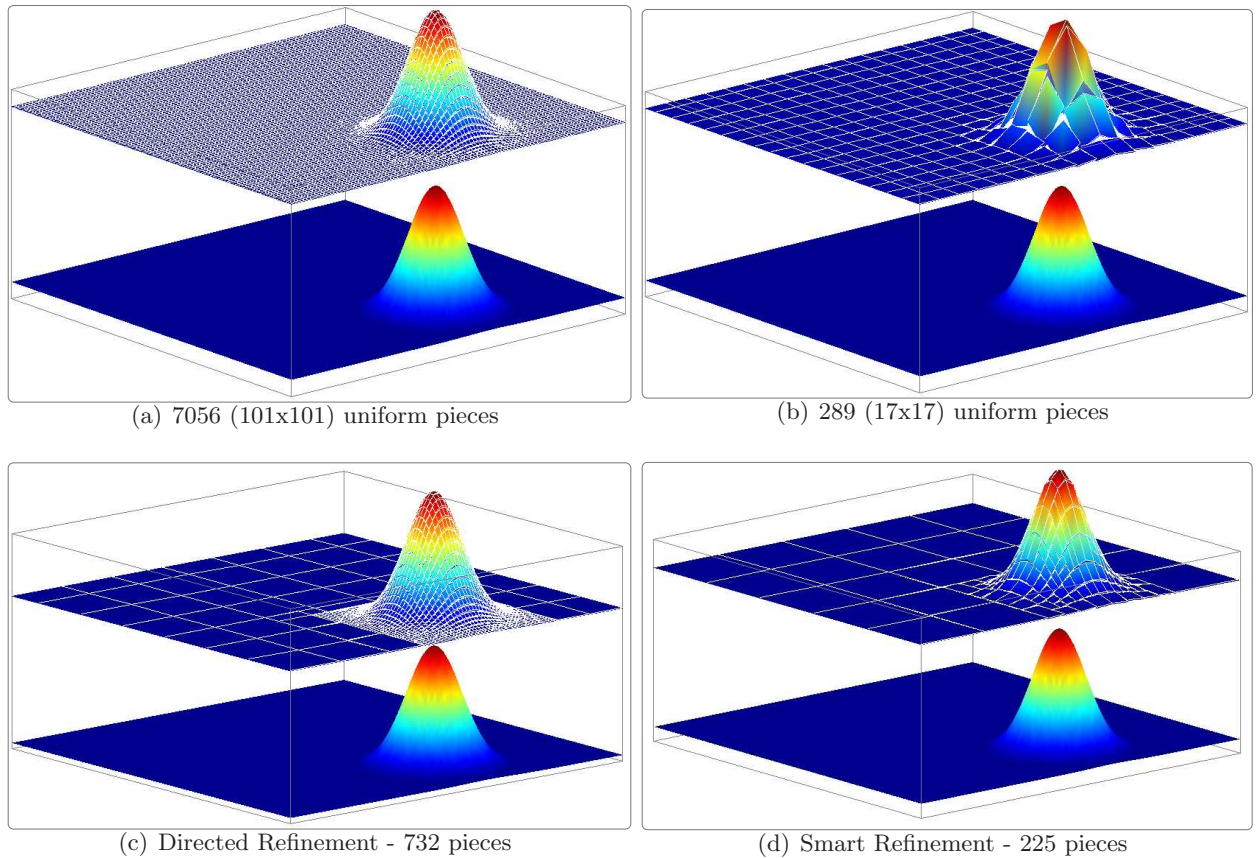 (a) 7056 (101x101) uniform pieces
(b) 289 (17x17) uniform pieces
(c) Directed Refinement - 732 pieces
(d) Smart Refinement - 225 pieces